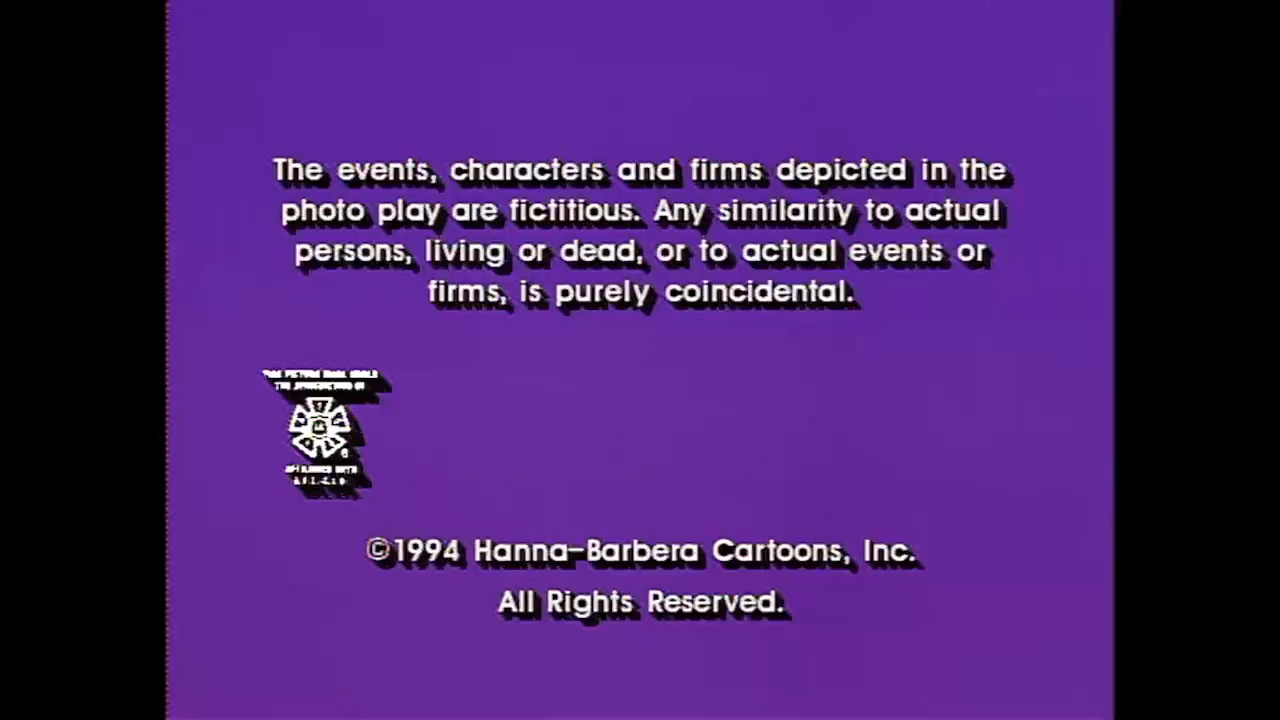 The events, characters and firms depicted in the
photo play are fictitious. Any similarity to actual
persons, living or dead, or to actual events or
firms, is purely coincidental.
©1994 Hanna-Barbera Cartoons, Inc.
All Rights Reserved.